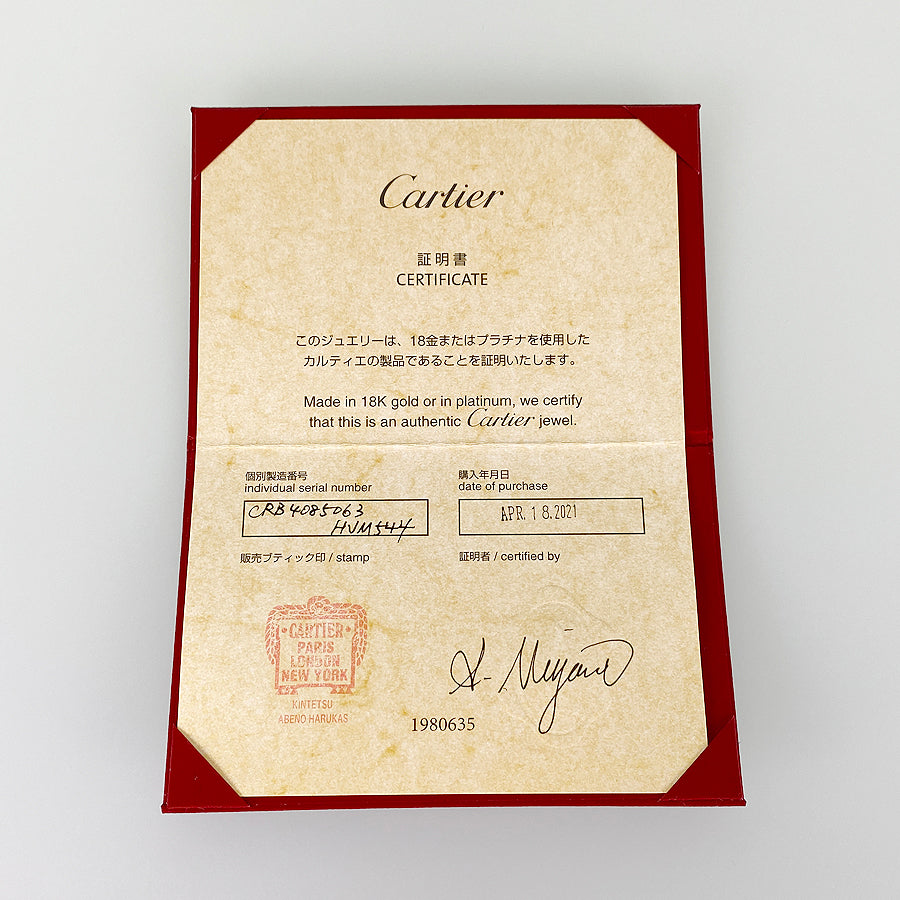 Cartier
証明書
CERTIFICATE
このジュエリーは、18金またはプラチナを使用した
カルティエの製品であることを証明いたします。
Made in 18K gold or in platinum, we certify
that this is an authentic Cartier jewel.
個別製造番号
individual serial number
CRB4085063
HVM544
購入年月日
date of purchase
APR. 18.2021
販売ブティック印 / stamp
証明者 / certified by
CARTIER
PARIS
LONDON
NEW YORK
KINTETSU
ABENO HARUKAS
1980635